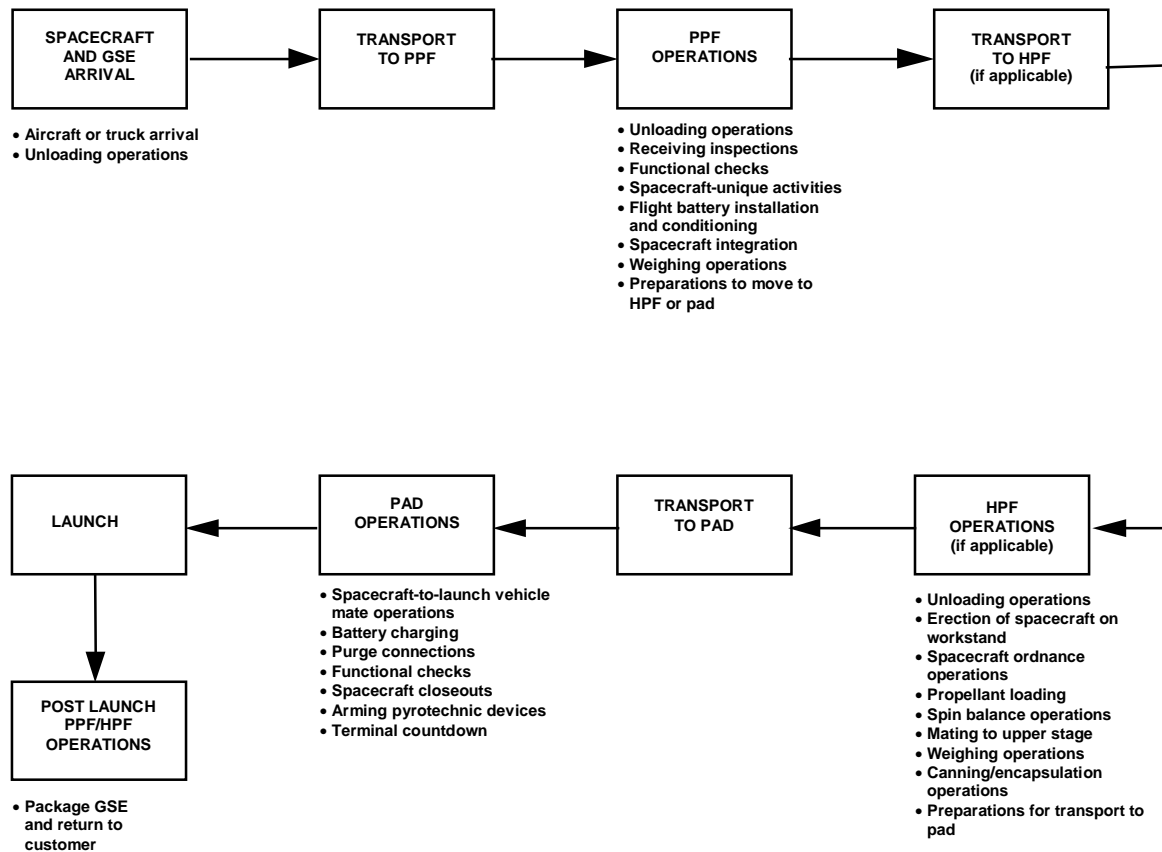 SPACECRAFT
AND GSE
ARRIVAL
• Aircraft or truck arrival
• Unloading operations
TRANSPORT
TO PPF
PPF
OPERATIONS
• Unloading operations
• Receiving inspections
• Functional checks
• Spacecraft-unique activities
• Flight battery installation
and conditioning
• Spacecraft integration
• Weighing operations
• Preparations to move to
HPF or pad
TRANSPORT
TO HPF
(if applicable)
HPF
OPERATIONS
(if applicable)
• Unloading operations
• Erection of spacecraft on
workstand
• Spacecraft ordnance
operations
• Propellant loading
• Spin balance operations
• Mating to upper stage
• Weighing operations
• Canning/encapsulation
operations
• Preparations for transport to
pad
TRANSPORT
TO PAD
PAD
OPERATIONS
• Spacecraft-to-launch vehicle
mate operations
• Battery charging
• Purge connections
• Functional checks
• Spacecraft closeouts
• Arming pyrotechnic devices
• Terminal countdown
LAUNCH
POST LAUNCH
PPF/HPF
OPERATIONS
• Package GSE
and return to
customer